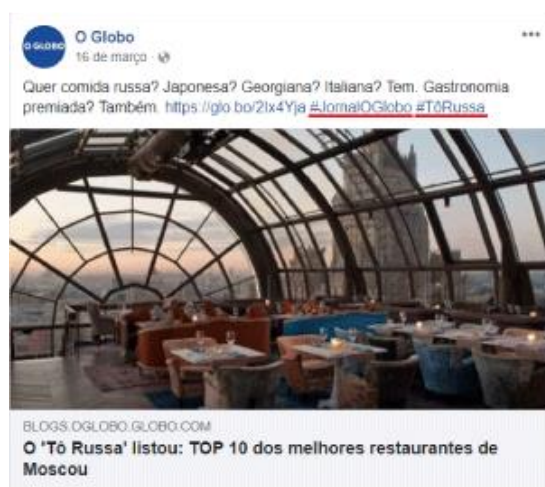 O GLOBO
O Globo
16 de março
Quer comida russa? Japonesa? Georgiana? Italiana? Tem. Gastronomia
premiada? Também. https://glo.bo/2Ix4Yja #JornalOGlobo #TôRussa
BLOGS.OGLOBO.GLOBO.COM
O 'Tô Russa' listou: TOP 10 dos melhores restaurantes de
Moscou